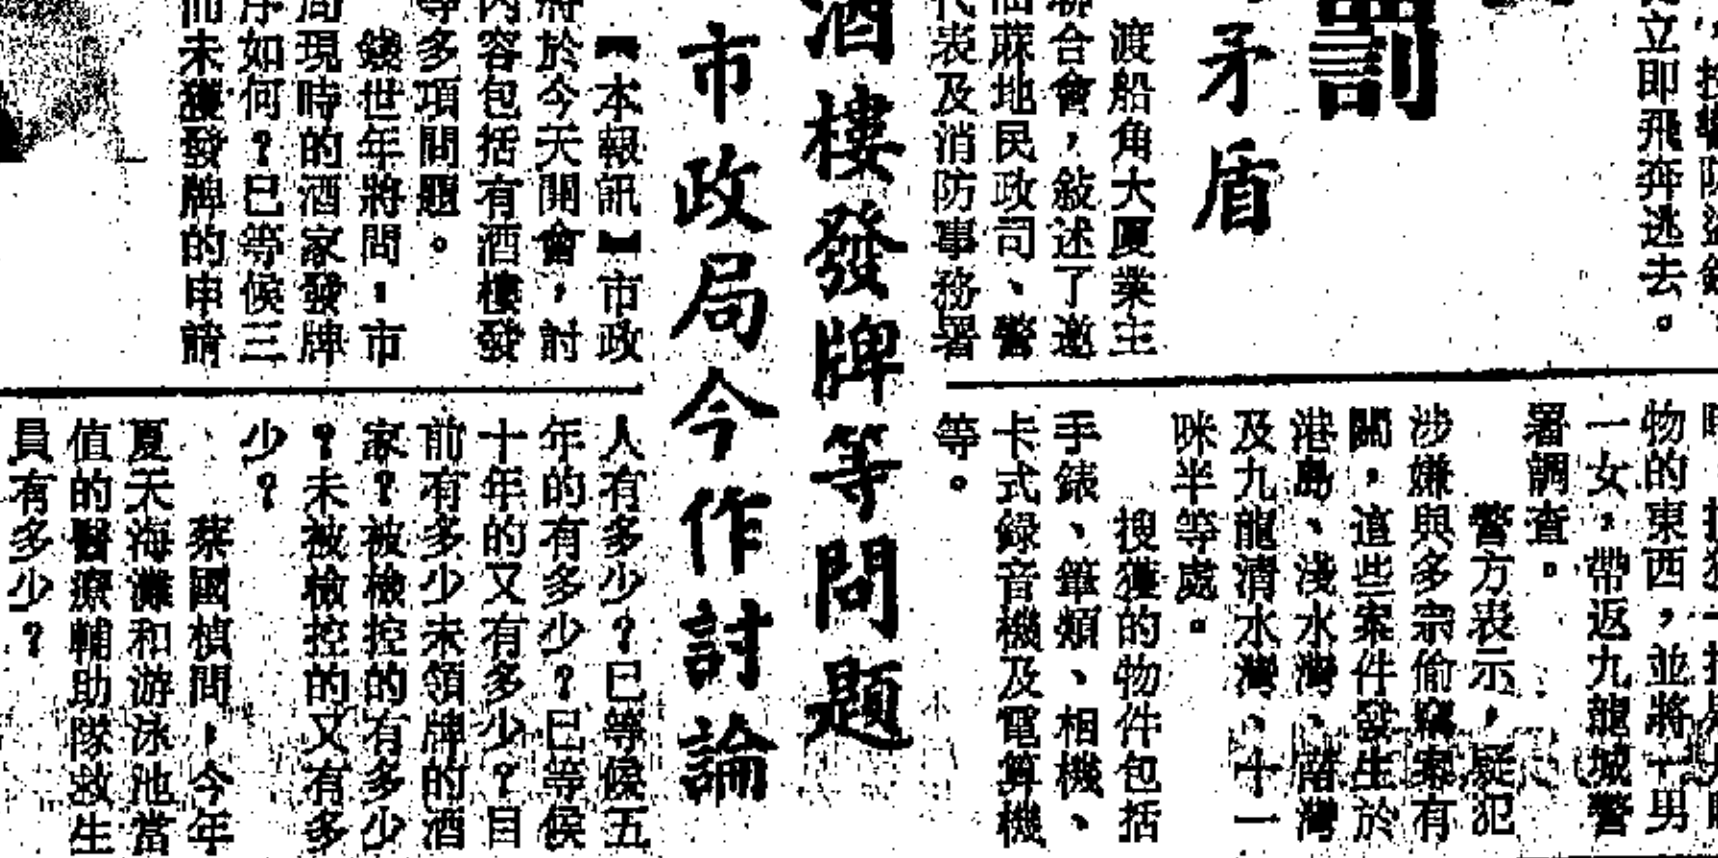 立即飛奔逃去。
罰
矛盾
渡船角大厦業主
聯合會，敍述了邀
油蔴地民政司、警
代表及消防事務署
物的東西，並將一男
一女，帶返九龍城警
署調查。
警方表示，疑犯
涉嫌與多宗偷竊案有
關，這些案件發生於
港島、淺水灣、南灣
及九龍清水灣、十一
咪半等處。
搜獲的物件包括
手錶、筆類、相機、
卡式録音機及電算機
等。
酒樓發牌等問題
市政局今作討論
【本報訊】市政
將於今天開會，討
內容包括有酒樓發
等多項問題。
錢世年將問：市
局現時的酒家發牌
序如何？已等候三
而未獲發牌的申請
人有多少？已等候五
年的有多少？已等候
十年的又有多少？目
前有多少未領牌的酒
家？被檢控的有多少
？未被檢控的又有多
少？
蔡國楨問，今年
夏天海灘和游泳池當
值的醫療輔助隊救生
員有多少？